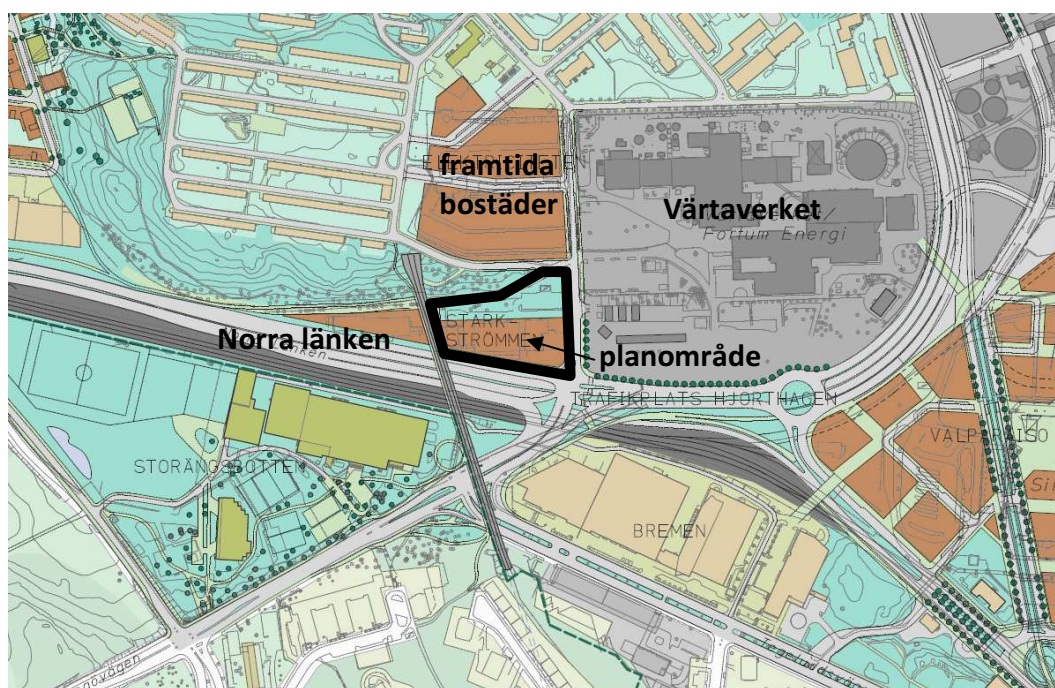 framtida
bostäder
Värtaverket
Fortum Energi
Norra länken
STARK-
STRÖMMEN
planområde
TRAFIKPLATS HJORTHAGEN
VALPARAISO
STORÄNGSBOTTEN
BREMEN